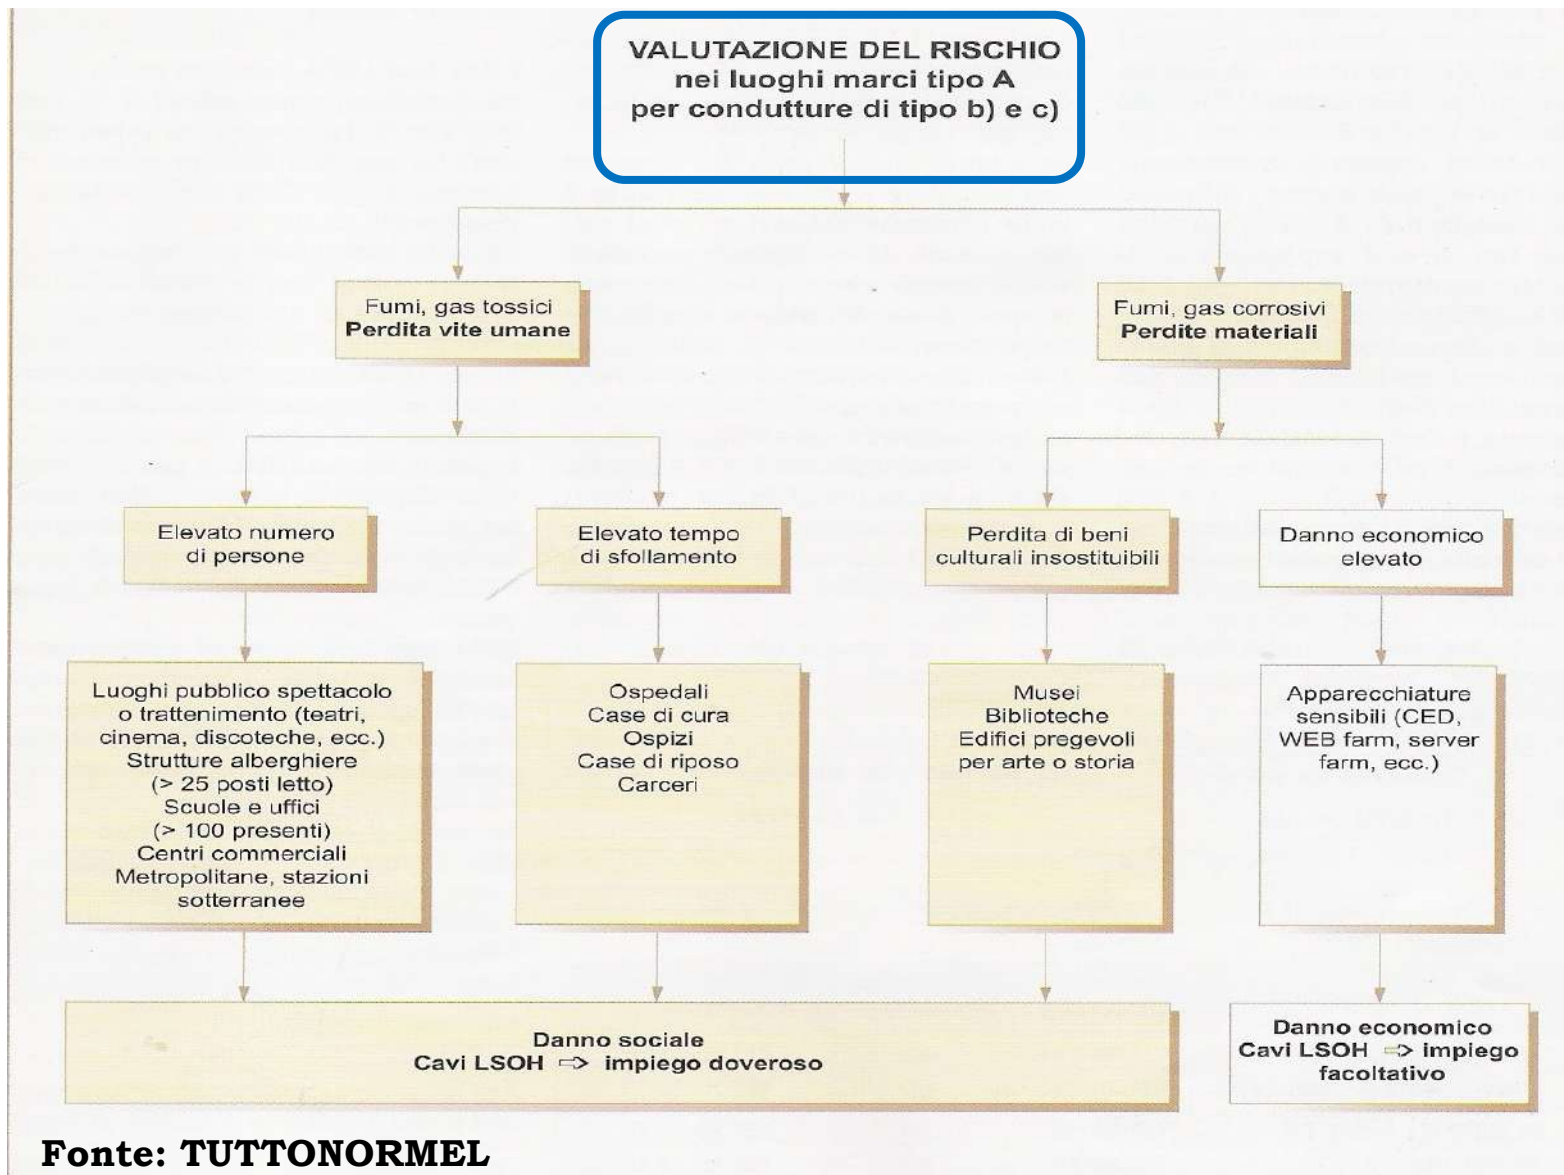 VALUTAZIONE DEL RISCHIO
nei luoghi marci tipo A
per condutture di tipo b) e c)
Fumi, gas tossici
Perdita vite umane
Fumi, gas corrosivi
Perdite materiali
Elevato numero
di persone
Elevato tempo
di sfollamento
Perdita di beni
culturali insostituibili
Danno economico
elevato
Luoghi pubblico spettacolo
o trattenimento (teatri,
cinema, discoteche, ecc.)
Strutture alberghiere
(> 25 posti letto)
Scuole e uffici
(> 100 presenti)
Centri commerciali
Metropolitane, stazioni
sotterranee
Ospedali
Case di cura
Ospizi
Case di riposo
Carceri
Musei
Biblioteche
Edifici pregevoli
per arte o storia
Apparecchiature
sensibili (CED,
WEB farm, server
farm, ecc.)
Danno sociale
Cavi LSOH ⇨ impiego doveroso
Danno economico
Cavi LSOH ⇨ impiego
facoltativo
Fonte: TUTTONORMEL